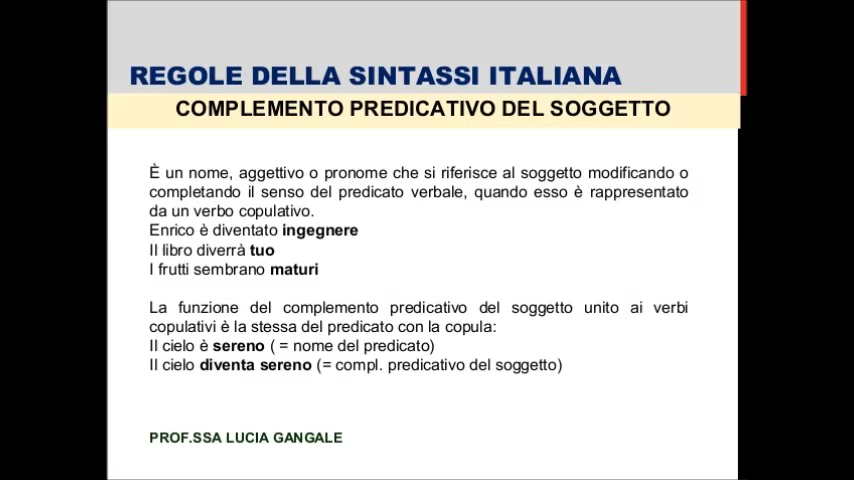 REGOLE DELLA SINTASSI ITALIANA
COMPLEMENTO PREDICATIVO DEL SOGGETTO
È un nome, aggettivo o pronome che si riferisce al soggetto modificando o
completando il senso del predicato verbale, quando esso è rappresentato
da un verbo copulativo.
Enrico è diventato ingegnere
Il libro diverrà tuo
I frutti sembrano maturi
La funzione del complemento predicativo del soggetto unito ai verbi
copulativi è la stessa del predicato con la copula:
Il cielo è sereno ( = nome del predicato)
Il cielo diventa sereno (= compl. predicativo del soggetto)
PROF.SSA LUCIA GANGALE